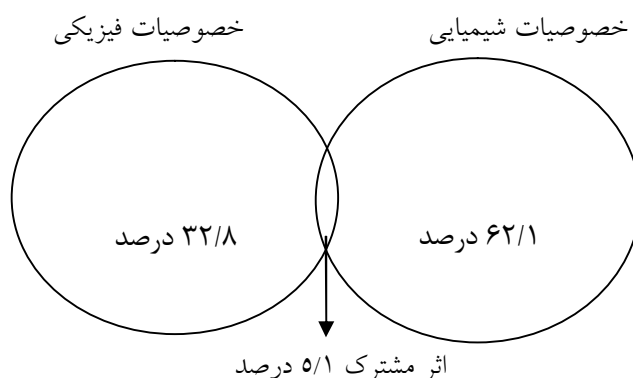 خصوصیات شیمیایی
خصوصیات فیزیکی
۶۲/۱ درصد
۳۲/۸ درصد
اثر مشترک ۵/۱ درصد